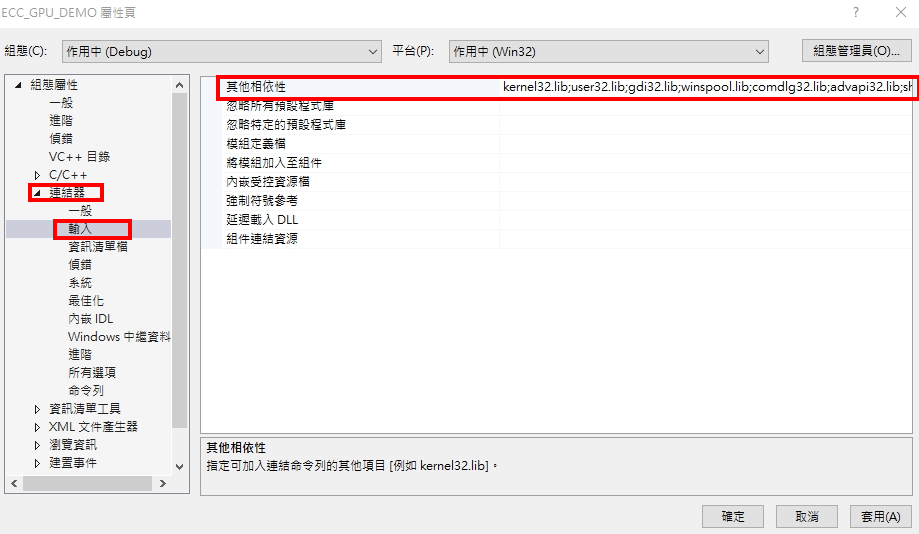 ECC_GPU_DEMO 屬性頁
?
組態(C):
作用中 (Debug)
平台(P):
作用中 (Win32)
組態管理員(O)...
組態屬性
一般
進階
偵錯
VC++ 目錄
C/C++
連結器
一般
輸入
資訊清單檔
偵錯
系統
最佳化
內嵌 IDL
Windows 中繼資料
進階
所有選項
命令列
資訊清單工具
XML 文件產生器
瀏覽資訊
建置事件
其他相依性
kernel32.lib;user32.lib;gdi32.lib;winspool.lib;comdlg32.lib;advapi32.lib;sh
忽略所有預設程式庫
忽略特定的預設程式庫
模組定義檔
將模組加入至組件
內嵌受控資源檔
強制符號參考
延遲載入 DLL
組件連結資源
其他相依性
指定可加入連結命令列的其他項目 [例如 kernel32.lib]。
確定
取消
套用(A)